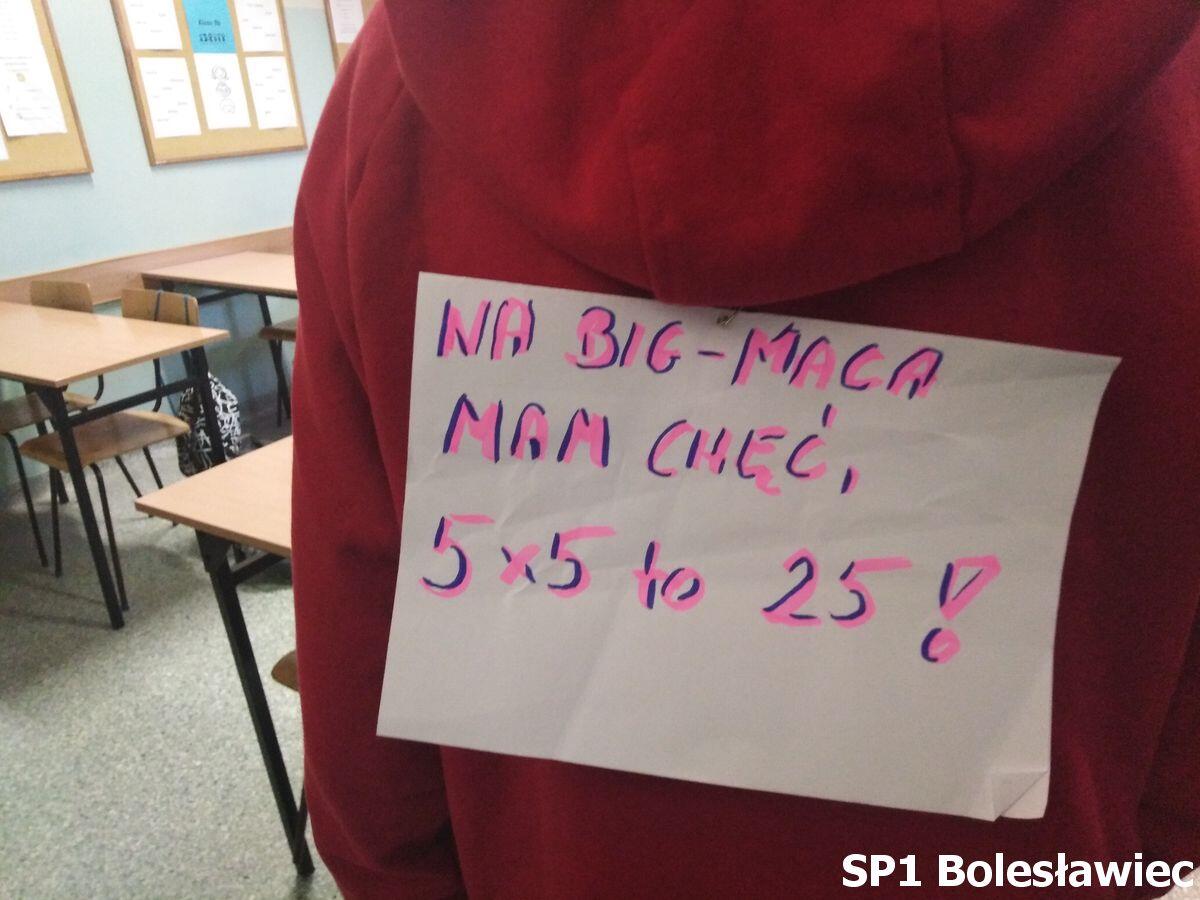 NA BIG-MACA
MAM CHĘĆ,
5x5 to 25!
SP1 Bolesławiec